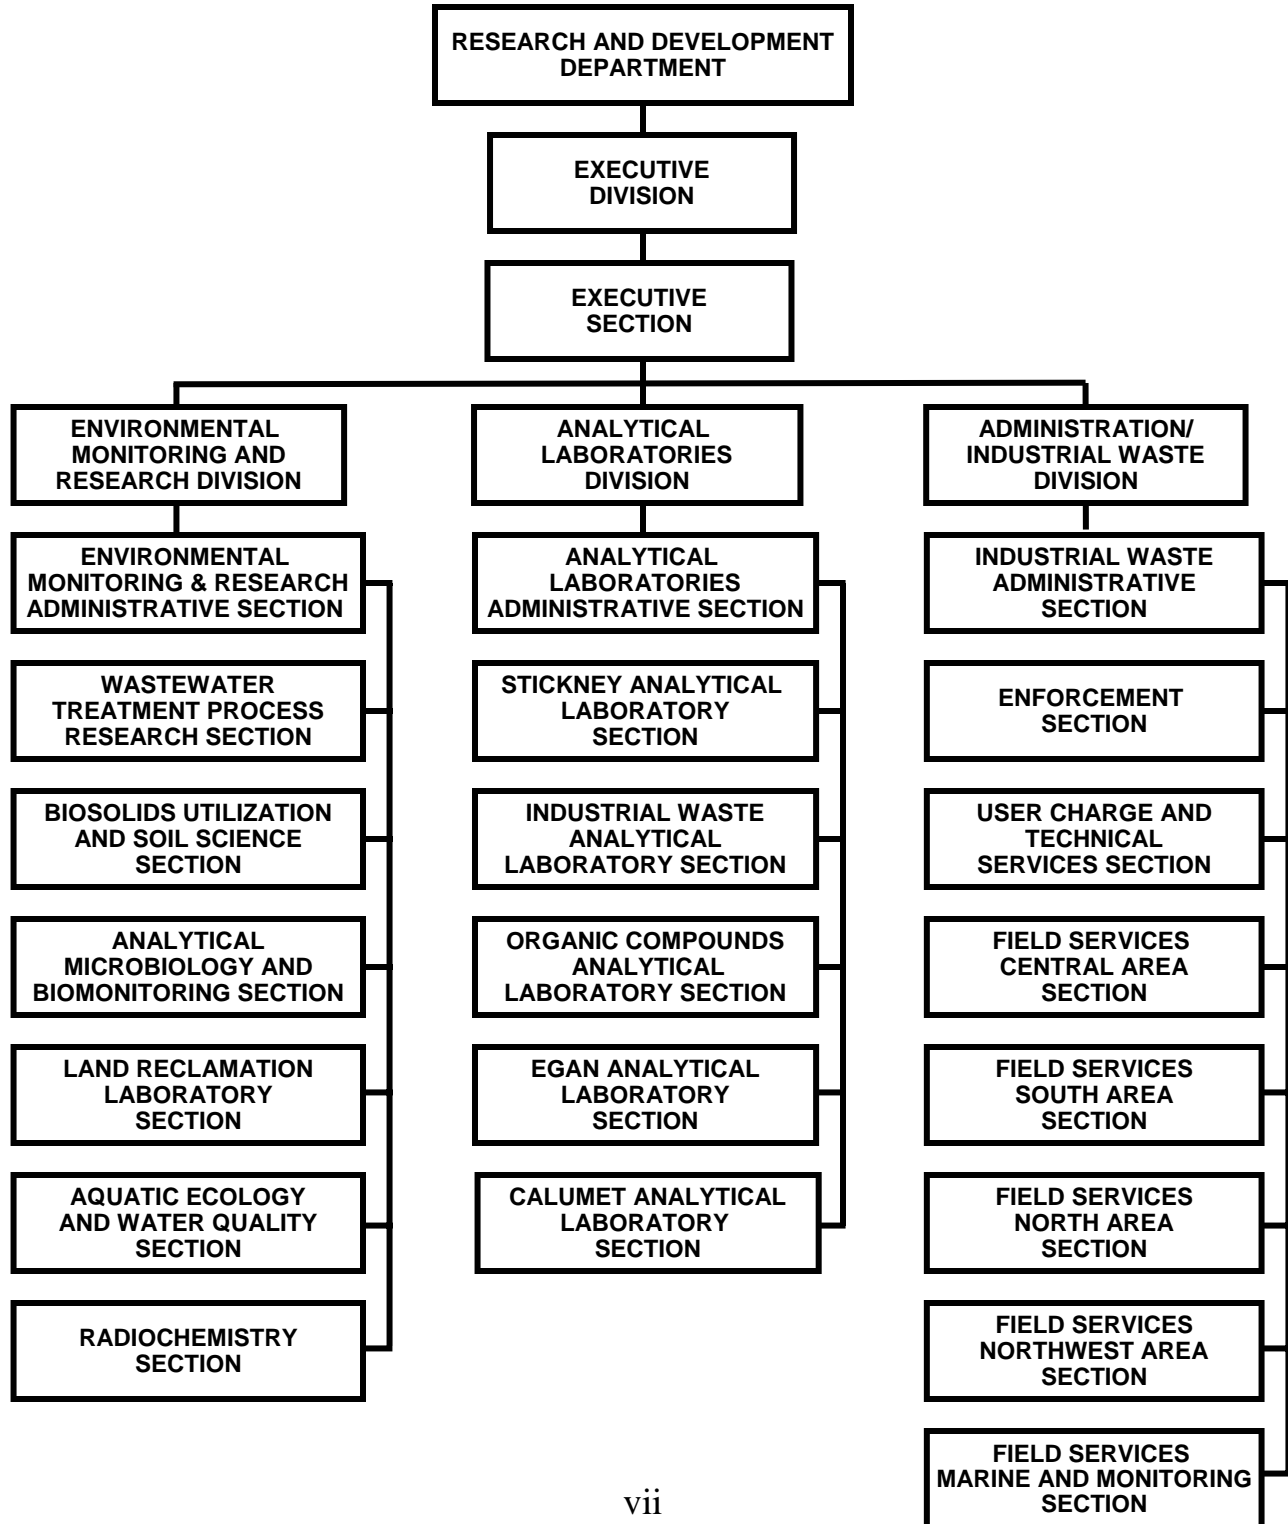 RESEARCH AND DEVELOPMENT
DEPARTMENT
EXECUTIVE
DIVISION
EXECUTIVE
SECTION
ENVIRONMENTAL
MONITORING AND
RESEARCH DIVISION
ENVIRONMENTAL
MONITORING & RESEARCH
ADMINISTRATIVE SECTION
WASTEWATER
TREATMENT PROCESS
RESEARCH SECTION
BIOSOLIDS UTILIZATION
AND SOIL SCIENCE
SECTION
ANALYTICAL
MICROBIOLOGY AND
BIOMONITORING SECTION
LAND RECLAMATION
LABORATORY
SECTION
AQUATIC ECOLOGY
AND WATER QUALITY
SECTION
RADIOCHEMISTRY
SECTION
ANALYTICAL
LABORATORIES
DIVISION
ANALYTICAL
LABORATORIES
ADMINISTRATIVE SECTION
STICKNEY ANALYTICAL
LABORATORY
SECTION
INDUSTRIAL WASTE
ANALYTICAL
LABORATORY SECTION
ORGANIC COMPOUNDS
ANALYTICAL
LABORATORY SECTION
EGAN ANALYTICAL
LABORATORY
SECTION
CALUMET ANALYTICAL
LABORATORY
SECTION
ADMINISTRATION/
INDUSTRIAL WASTE
DIVISION
INDUSTRIAL WASTE
ADMINISTRATIVE
SECTION
ENFORCEMENT
SECTION
USER CHARGE AND
TECHNICAL
SERVICES SECTION
FIELD SERVICES
CENTRAL AREA
SECTION
FIELD SERVICES
SOUTH AREA
SECTION
FIELD SERVICES
NORTH AREA
SECTION
FIELD SERVICES
NORTHWEST AREA
SECTION
FIELD SERVICES
MARINE AND MONITORING
SECTION
vii